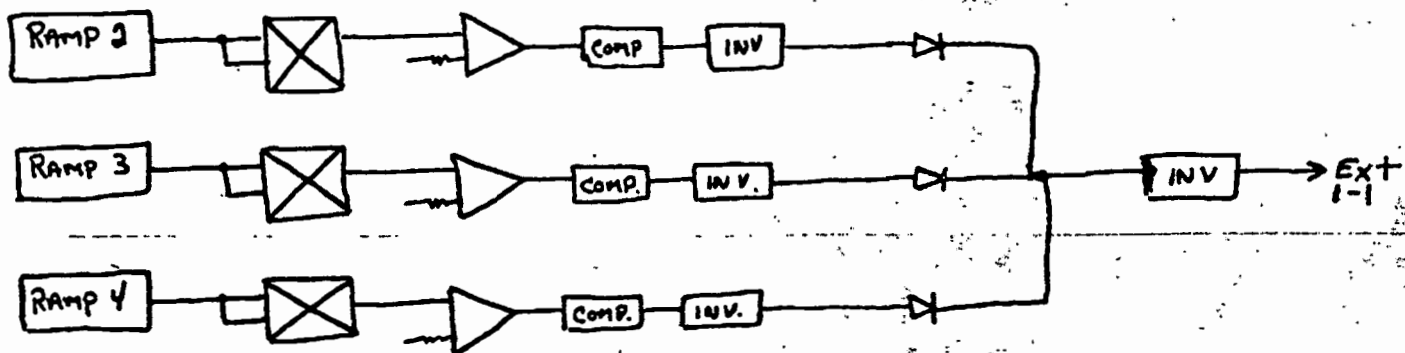 RAMP 2
COMP
INV
RAMP 3
COMP.
INV.
INV
Ext
1-1
RAMP 4
COMP.
INV.